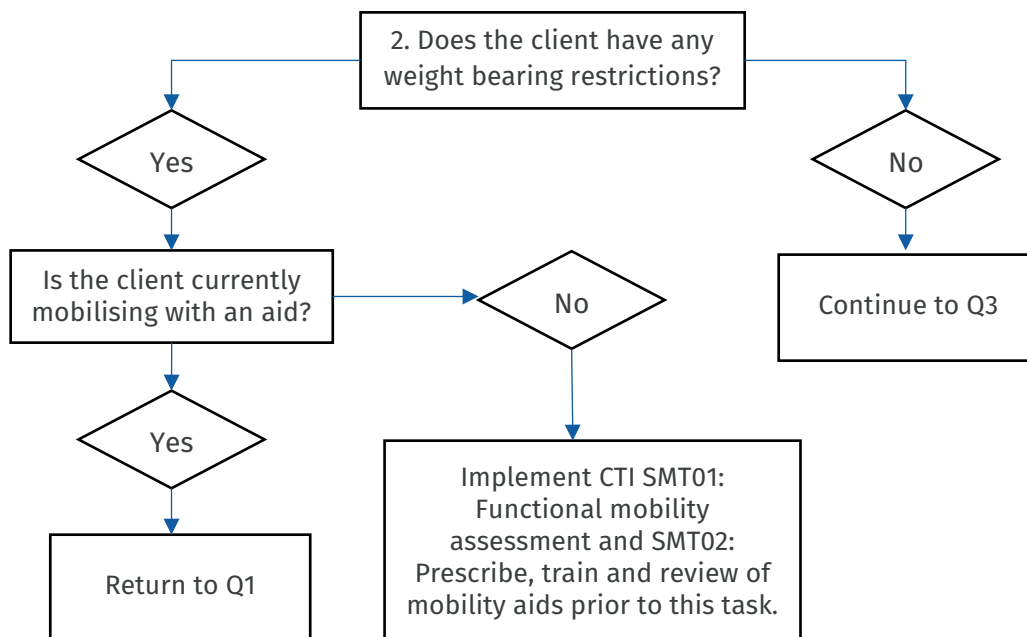 2. Does the client have any
weight bearing restrictions?
Yes
No
Is the client currently
mobilising with an aid?
No
Continue to Q3
Yes
Implement CTI SMT01:
Functional mobility
assessment and SMT02:
Prescribe, train and review of
mobility aids prior to this task.
Return to Q1